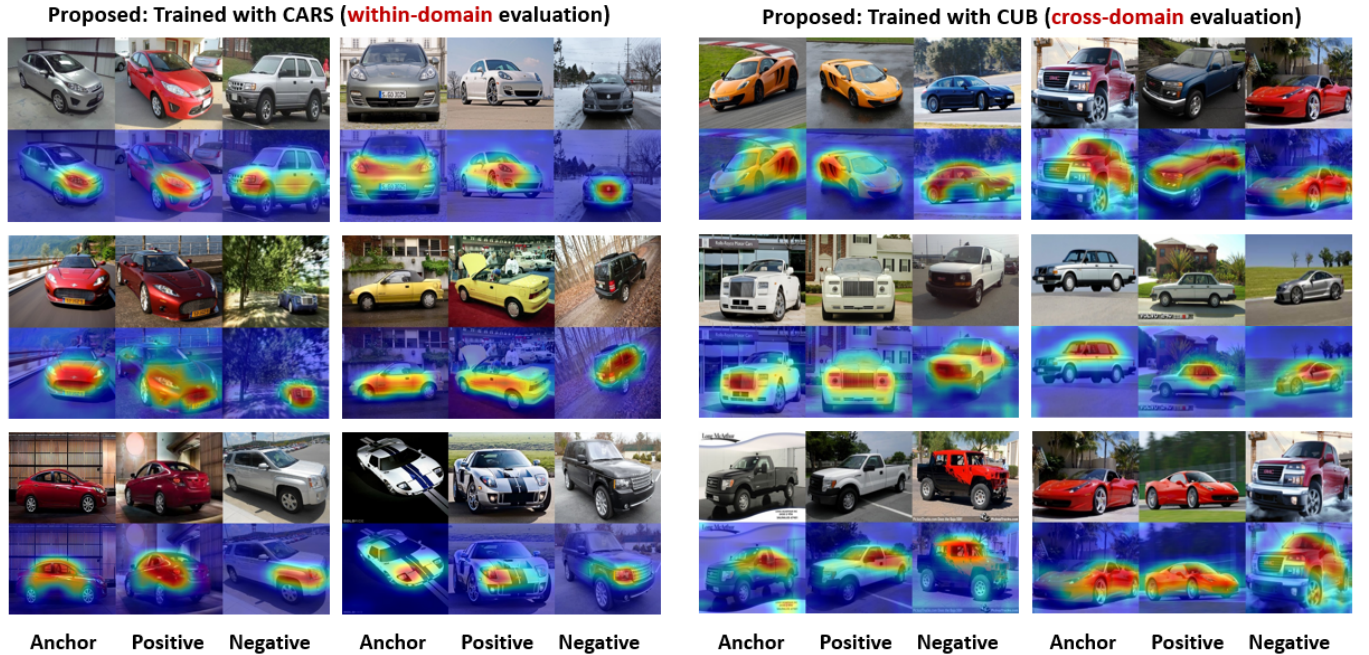 Proposed: Trained with CARS (within-domain evaluation)
Proposed: Trained with CUB (cross-domain evaluation)
Anchor Positive Negative Anchor Positive Negative Anchor Positive Negative Anchor Positive Negative